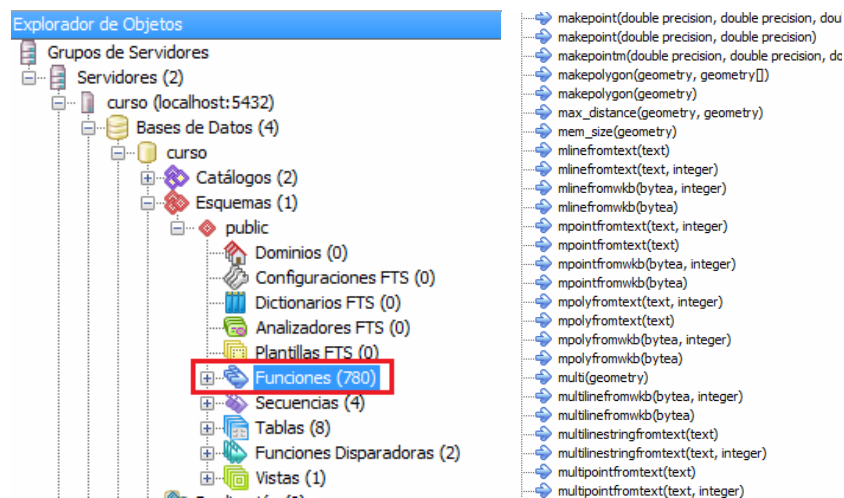 Explorador de Objetos
Grupos de Servidores
Servidores (2)
curso (localhost:5432)
Bases de Datos (4)
curso
Catálogos (2)
Esquemas (1)
public
Dominios (0)
Configuraciones FTS (0)
Dictionarios FTS (0)
Analizadores FTS (0)
Plantillas FTS (0)
Funciones (780)
Secuencias (4)
Tablas (8)
Funciones Disparadoras (2)
Vistas (1)
makepoint(double precision, double precision,
makepoint(double precision, double precision)
makepointm(double precision, double precision,
makepolygon(geometry, geometry[])
makepolygon(geometry)
max_distance(geometry, geometry)
mem_size(geometry)
mlinefromtext(text)
mlinefromtext(text, integer)
mlinefromwkb(bytea, integer)
mlinefromwkb(bytea)
mpointfromtext(text, integer)
mpointfromtext(text)
mpointfromwkb(bytea, integer)
mpointfromwkb(bytea)
mpolyfromtext(text, integer)
mpolyfromtext(text)
mpolyfromwkb(bytea, integer)
mpolyfromwkb(bytea)
multi(geometry)
multilinefromwkb(bytea, integer)
multilinefromwkb(bytea)
multilinestringfromtext(text)
multilinestringfromtext(text, integer)
multipointfromtext(text)
multipointfromtext(text, integer)